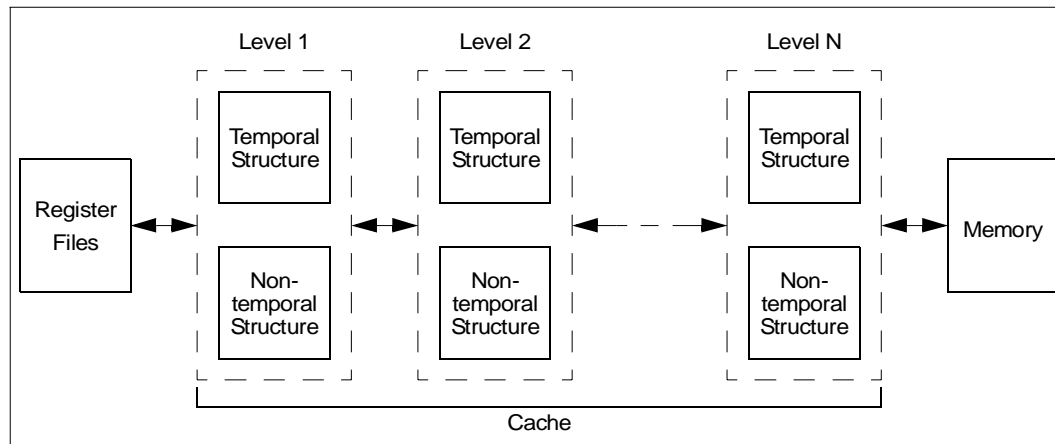 Level 1
Level 2
Level N
Temporal
Structure
Temporal
Structure
Temporal
Structure
Register
Files
Memory
Non-
temporal
Structure
Non-
temporal
Structure
Non-
temporal
Structure
Cache